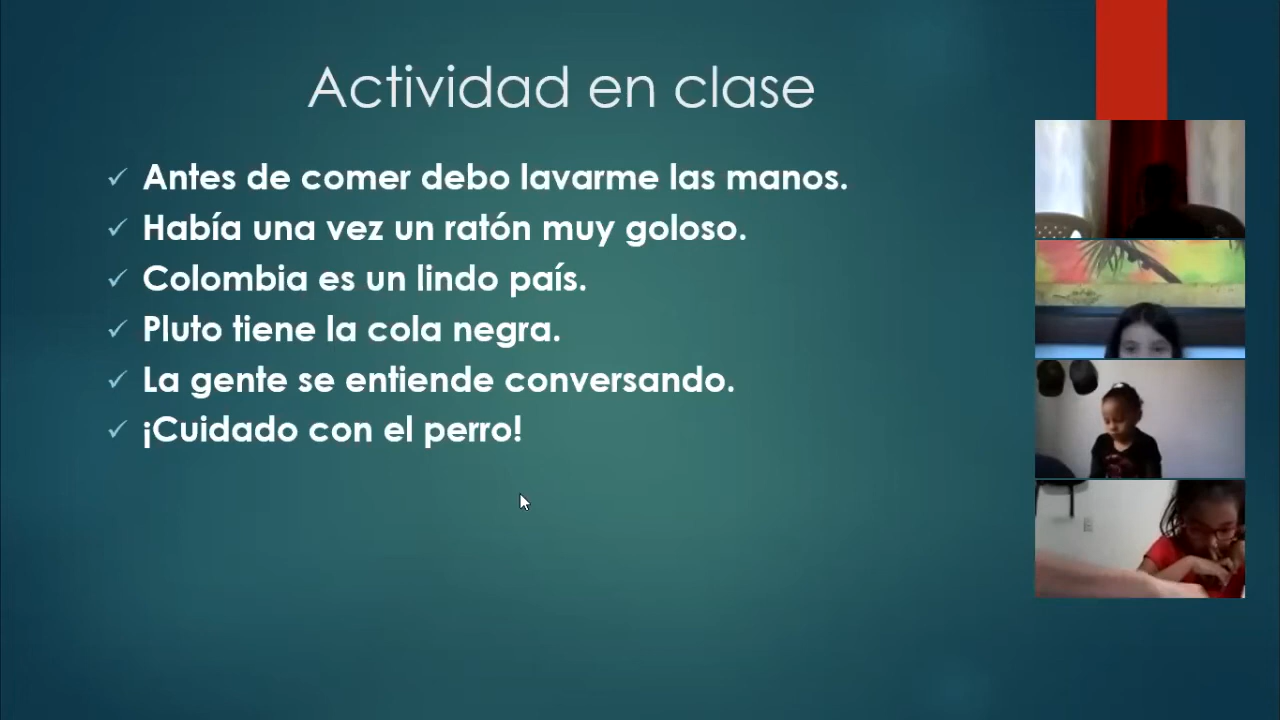 Actividad en clase
Antes de comer debo lavarme las manos.
Había una vez un ratón muy goloso.
Colombia es un lindo país.
Pluto tiene la cola negra.
La gente se entiende conversando.
¡Cuidado con el perro!